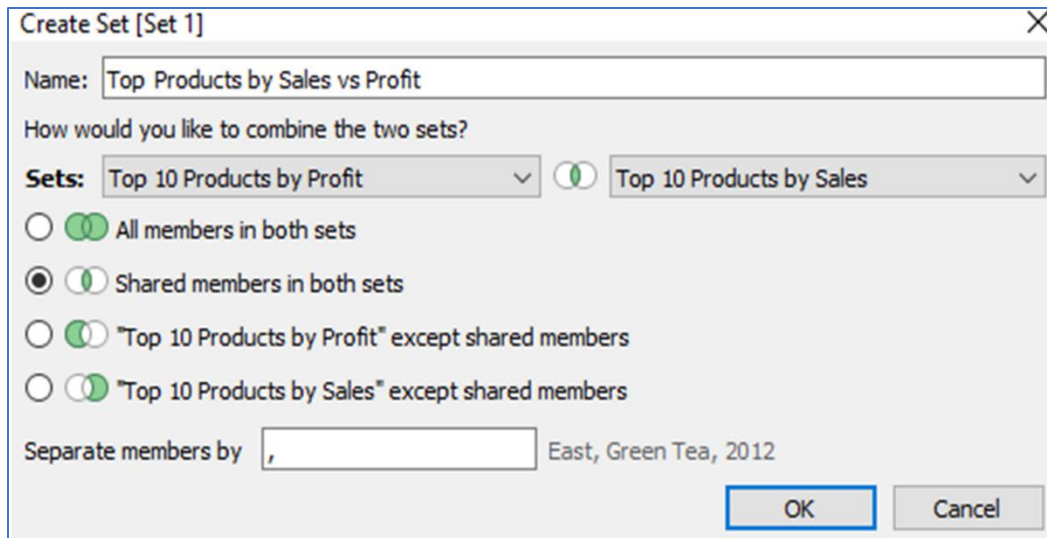 Create Set [Set 1]
Name: Top Products by Sales vs Profit
How would you like to combine the two sets?
Sets: Top 10 Products by Profit Top 10 Products by Sales
All members in both sets
Shared members in both sets
"Top 10 Products by Profit" except shared members
"Top 10 Products by Sales" except shared members
Separate members by , East, Green Tea, 2012
OK Cancel